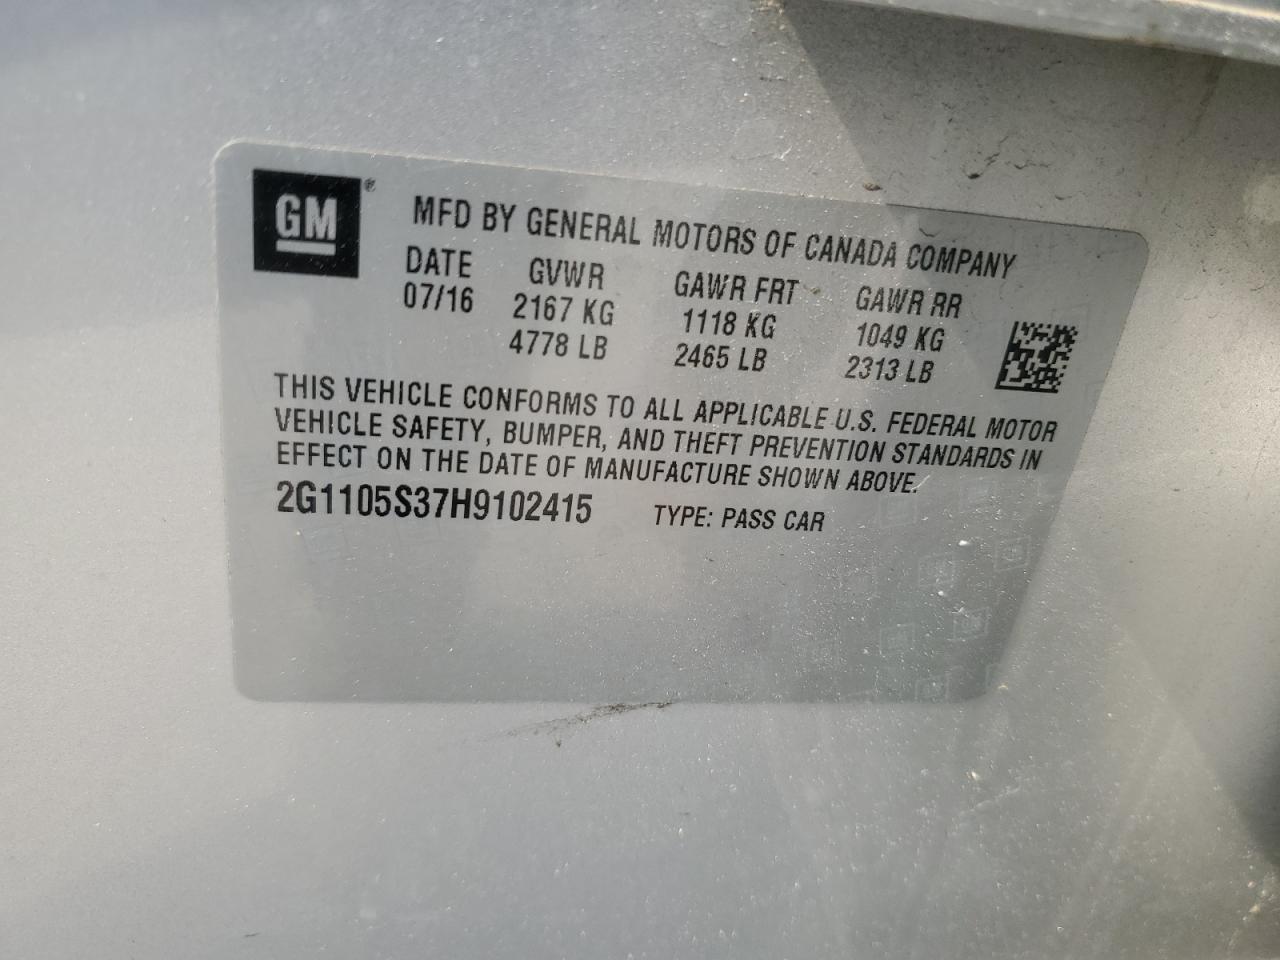 GM®
MFD BY GENERAL MOTORS OF CANADA COMPANY
DATE GVWR GAWR FRT GAWR RR
07/16 2167 KG 1118 KG 1049 KG
4778 LB 2465 LB 2313 LB
THIS VEHICLE CONFORMS TO ALL APPLICABLE U.S. FEDERAL MOTOR
VEHICLE SAFETY, BUMPER, AND THEFT PREVENTION STANDARDS IN
EFFECT ON THE DATE OF MANUFACTURE SHOWN ABOVE.
2G1105S37H9102415 TYPE: PASS CAR